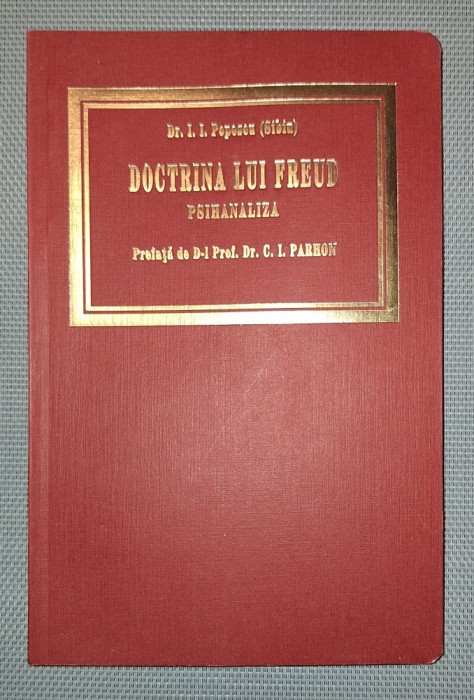 Dr. I. I. Popescu (Sibiu)
DOCTRINA LUI FREUD
PSIHANALIZA
Prefaţă de D-l Prof. Dr. C. I. PARHON